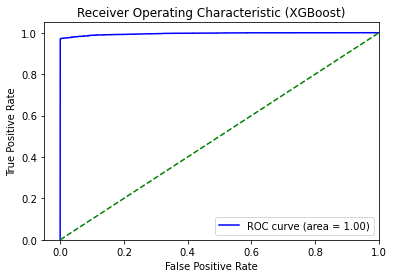 Receiver Operating Characteristic (XGBoost)
1.0
0.8
0.6
0.4
0.2
0.0
True Positive Rate
0.0 0.2 0.4 0.6 0.8 1.0
False Positive Rate
ROC curve (area = 1.00)